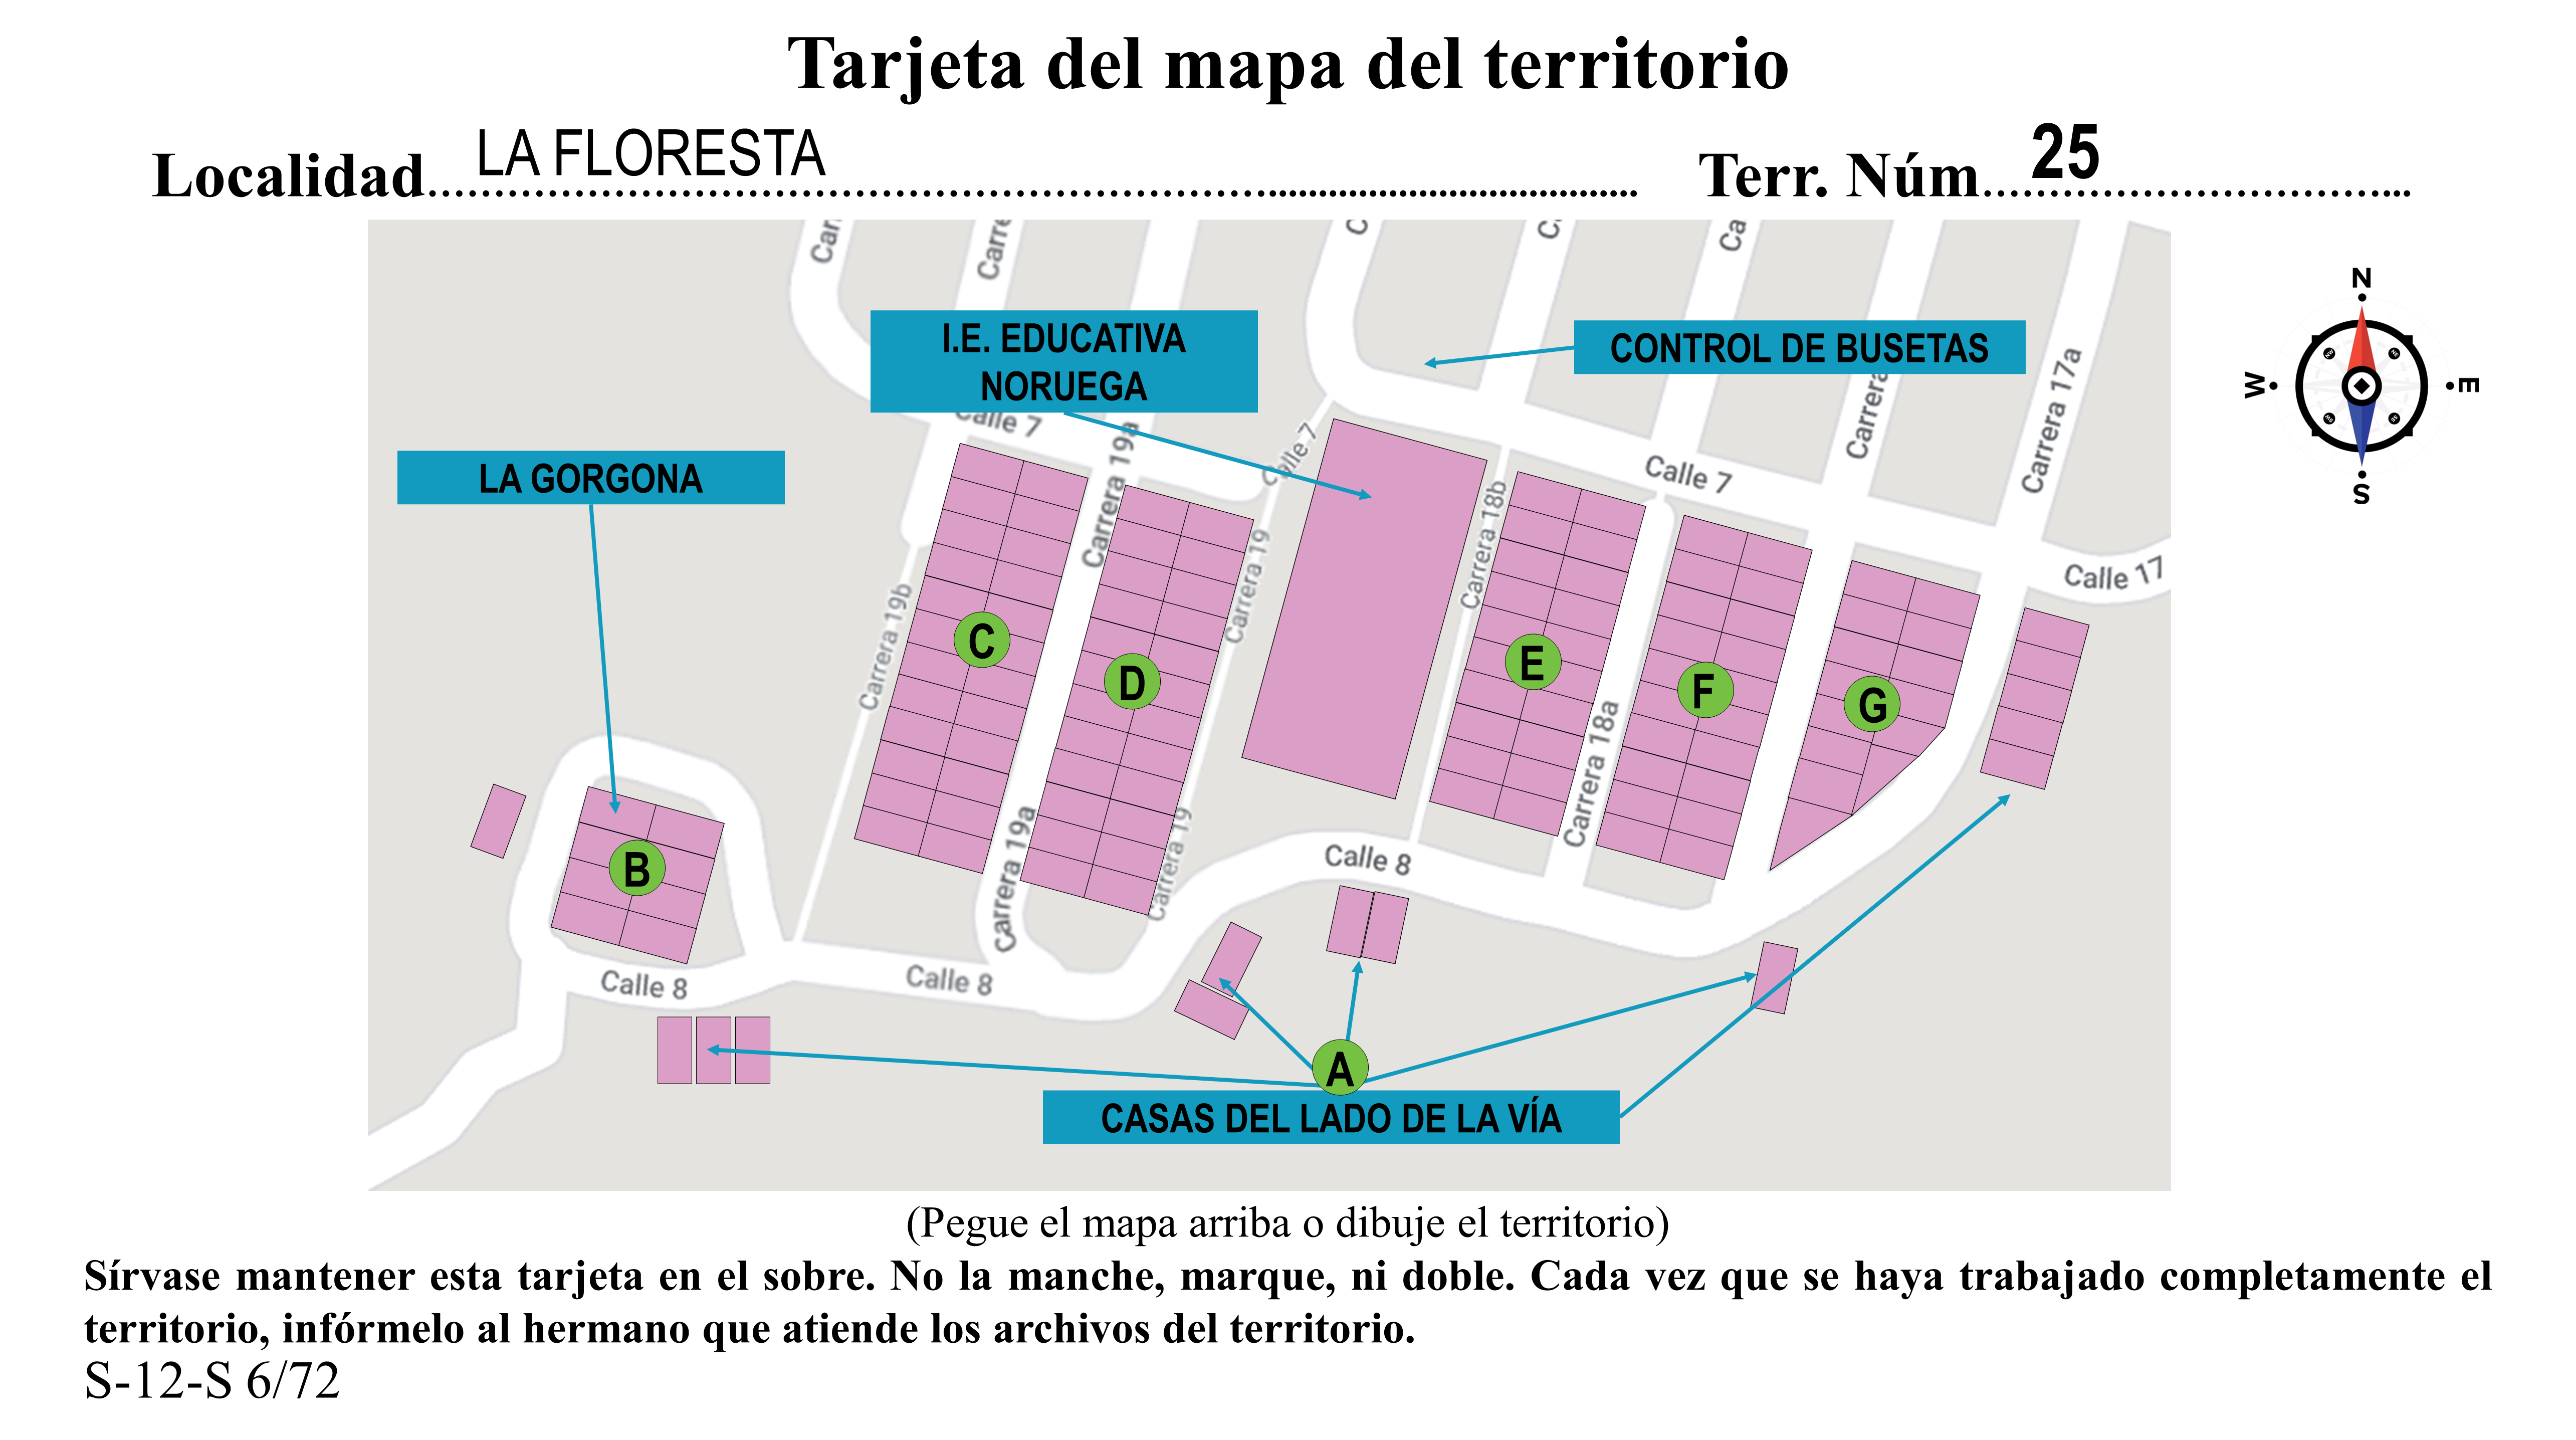 Tarjeta del mapa del territorio
Localidad LA FLORESTA Terr. Núm 25
Carr
Carre
C
C
Ca
N
W
E
S
I.E. EDUCATIVA
NORUEGA
CONTROL DE BUSETAS
LA GORGONA
Calle 7
Carrera 19a
Calle 7
Calle 7
Carrera
Carrera 17a
Calle 17
Carrera 19b
Carrera 19
Carrera 18b
C
D
E
F
G
Carrera 18a
B
Carrera 19a
Carrera 19
Calle 8
Calle 8
Calle 8
A
CASAS DEL LADO DE LA VÍA
(Pegue el mapa arriba o dibuje el territorio)
Sírvase mantener esta tarjeta en el sobre. No la manche, marque, ni doble. Cada vez que se haya trabajado completamente el
territorio, infórmelo al hermano que atiende los archivos del territorio.
S-12-S 6/72